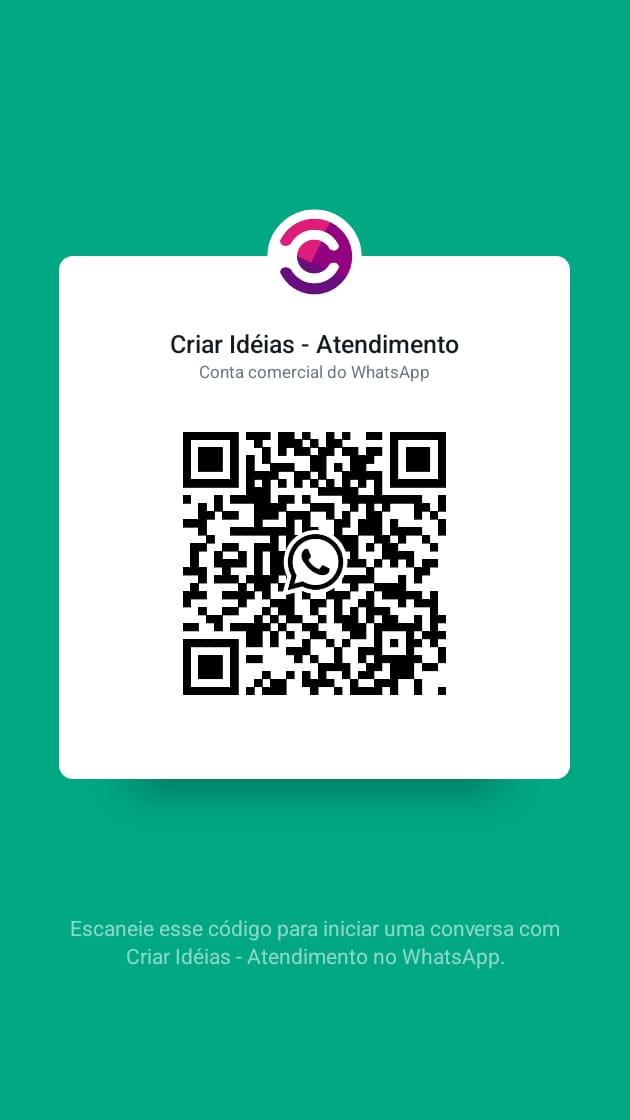 Criar Idéias - Atendimento
Conta comercial do WhatsApp
Escaneie esse código para iniciar uma conversa com
Criar Idéias - Atendimento no WhatsApp.